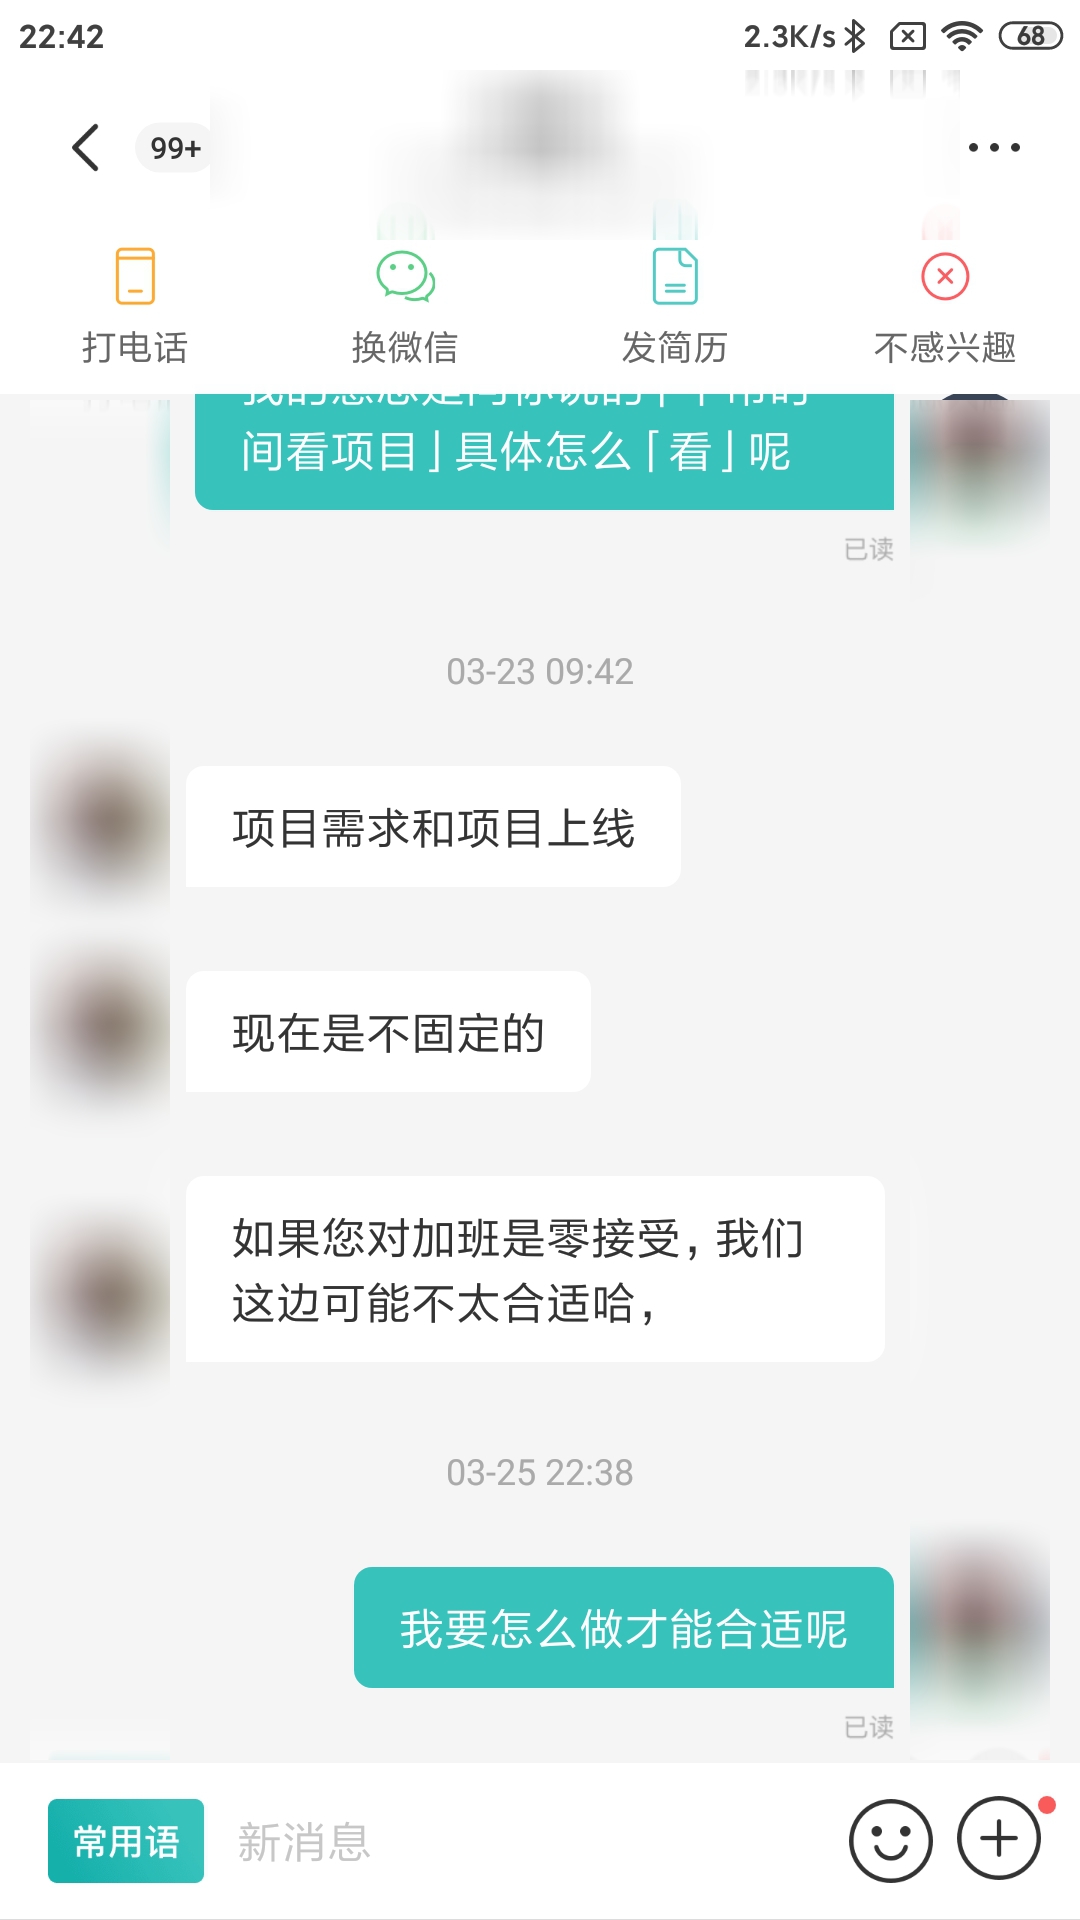 22:42
2.3K/s
68
99+
打电话
换微信
发简历
不感兴趣
间看项目」具体怎么「看」呢
已读
03-23 09:42
项目需求和项目上线
现在是不固定的
如果您对加班是零接受，我们
这边可能不太合适哈，
03-25 22:38
我要怎么做才能合适呢
已读
常用语
新消息